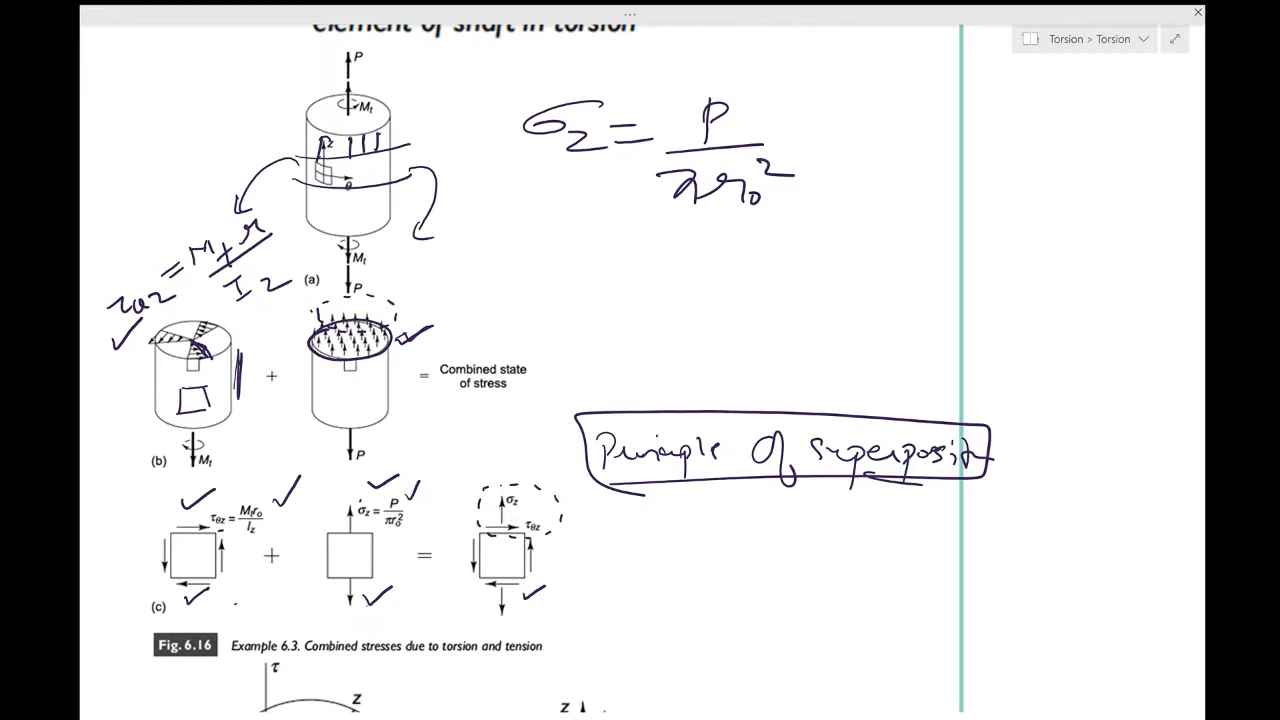 element of shaft in torsion
Torsion > Torsion
P
Mt
z
θ
Mt
(a)
P
σz = P / πr₀²
τθz = Mt r / Iz
+
= Combined state
of stress
(b)
Mt
P
Principle of superposit
τθz = Mt r₀ / Iz
σz = P / πr₀²
σz
τθz
+
=
(c)
Fig. 6.16 Example 6.3. Combined stresses due to torsion and tension
τ
z
z